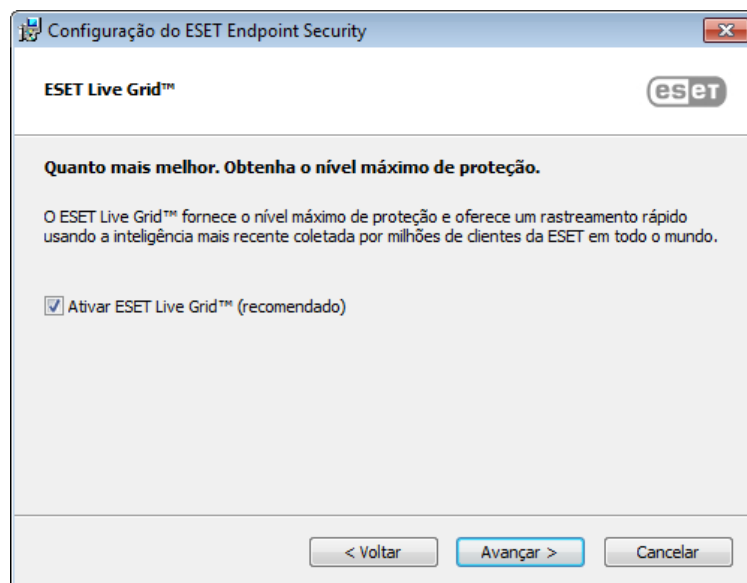 Configuração do ESET Endpoint Security
ESET Live Grid™
eseT
Quanto mais melhor. Obtenha o nível máximo de proteção.
O ESET Live Grid™ fornece o nível máximo de proteção e oferece um rastreamento rápido
usando a inteligência mais recente coletada por milhões de clientes da ESET em todo o mundo.
Ativar ESET Live Grid™ (recomendado)
< Voltar
Avançar >
Cancelar